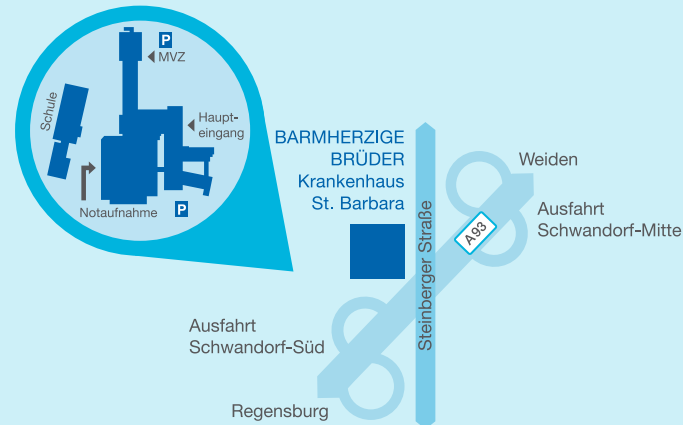 P
MVZ
Schule
Haupt-
eingang
Notaufnahme
P
BARMHERZIGE
BRÜDER
Krankenhaus
St. Barbara
Steinberger Straße
Weiden
Ausfahrt
Schwandorf-Mitte
A93
Ausfahrt
Schwandorf-Süd
Regensburg